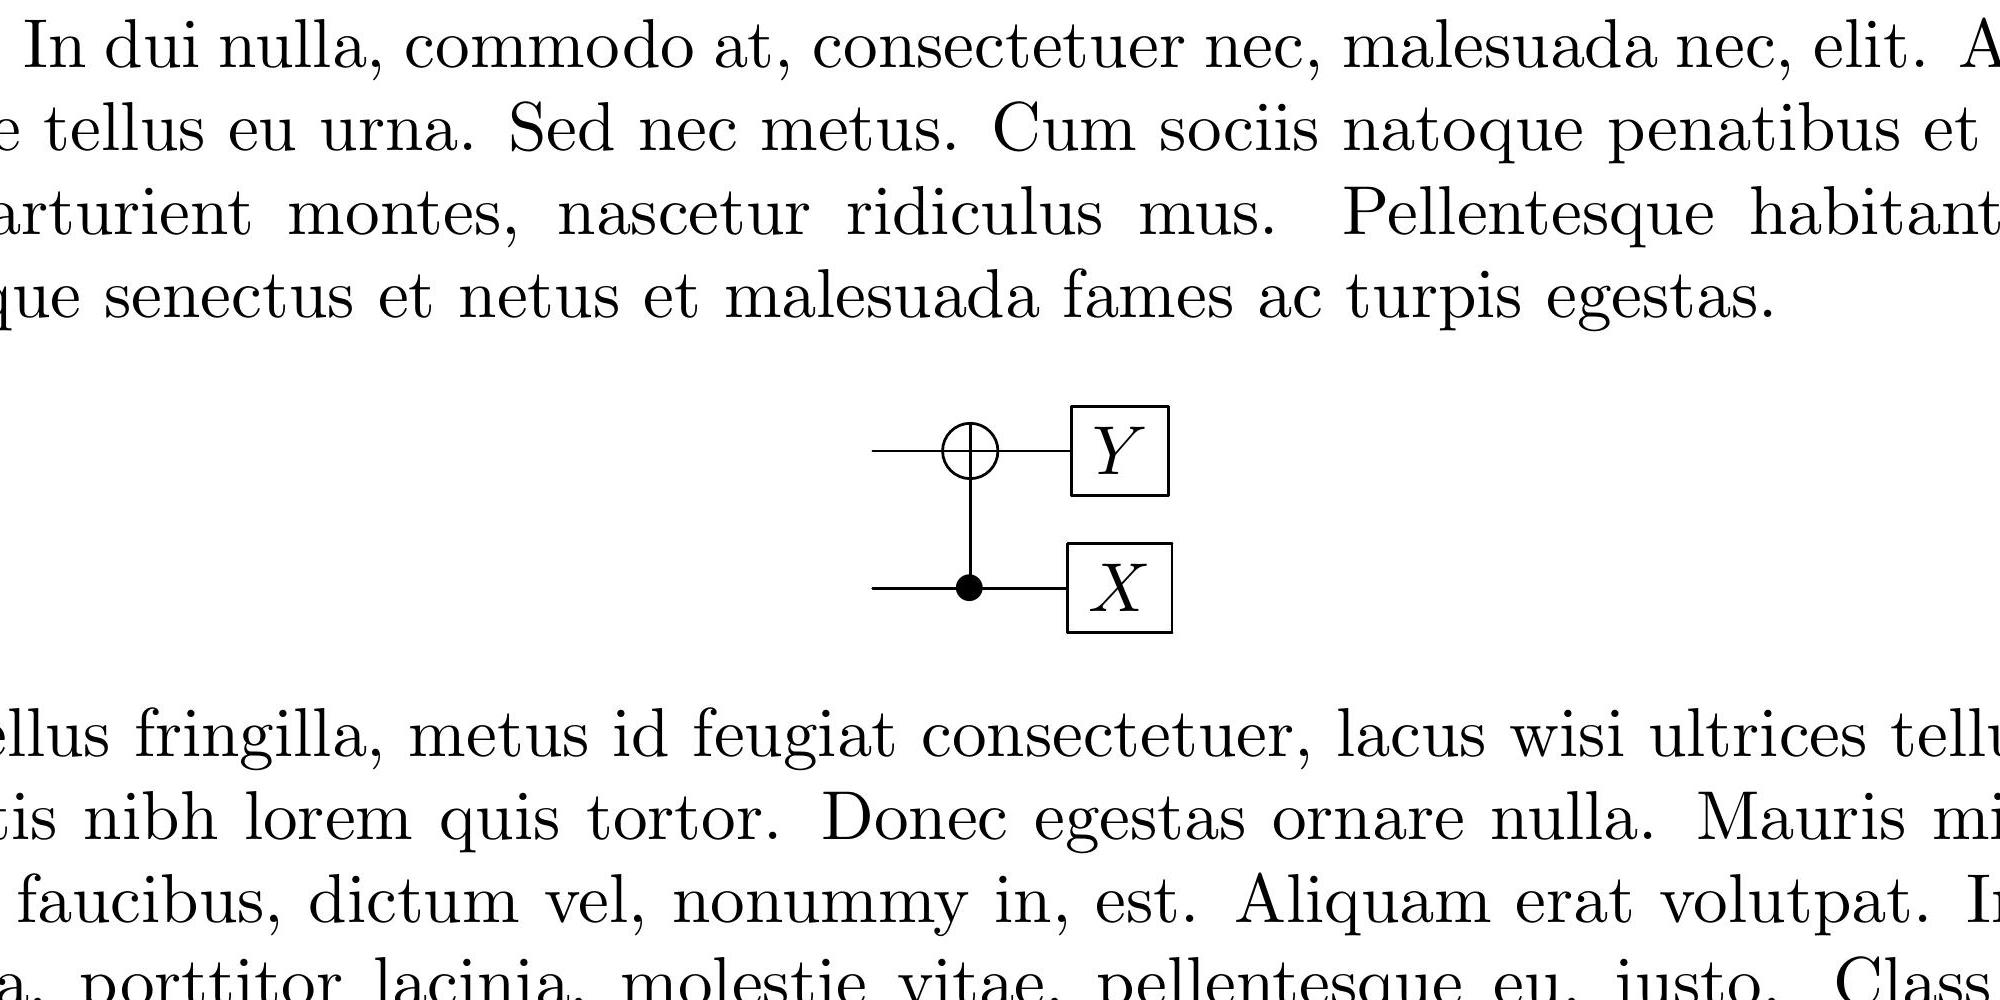 In dui nulla, commodo at, consectetuer nec, malesuada nec, elit. A
e tellus eu urna. Sed nec metus. Cum sociis natoque penatibus et
arturient montes, nascetur ridiculus mus. Pellentesque habitant
que senectus et netus et malesuada fames ac turpis egestas.
Y
X
ellus fringilla, metus id feugiat consectetuer, lacus wisi ultrices tellu
tis nibh lorem quis tortor. Donec egestas ornare nulla. Mauris mi
faucibus, dictum vel, nonummy in, est. Aliquam erat volutpat. In
a, porttitor lacinia, molestie vitae, pellentesque eu, justo. Class